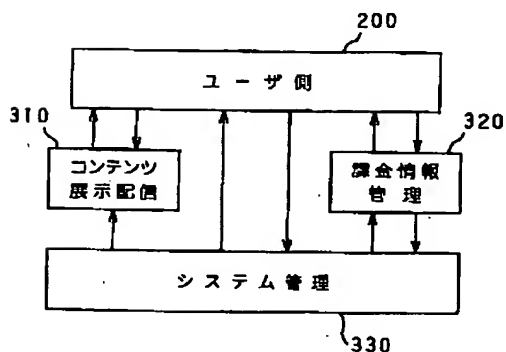 200
ユーザ側
310
コンテンツ
展示配信
320
課金情報
管理
システム管理
330